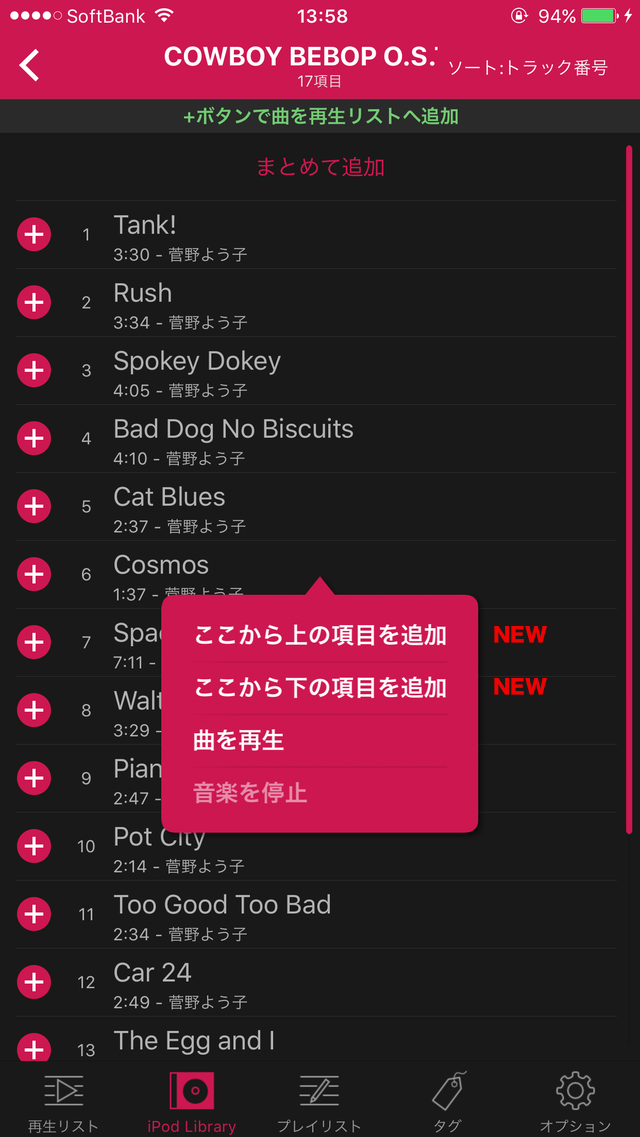 SoftBank 13:58 94%
COWBOY BEBOP O.S.
ソート:トラック番号
17項目
+ボタンで曲を再生リストへ追加
まとめて追加
1 Tank!
3:30 - 菅野よう子
2 Rush
3:34 - 菅野よう子
3 Spokey Dokey
4:05 - 菅野よう子
4 Bad Dog No Biscuits
4:10 - 菅野よう子
5 Cat Blues
2:37 - 菅野よう子
6 Cosmos
1:37 - 菅野よう子
7 Spa
7:11 -
8 Walt
3:29 -
9 Pian
2:47 -
ここから上の項目を追加 NEW
ここから下の項目を追加 NEW
曲を再生
音楽を停止
10 Pot City
2:14 - 菅野よう子
11 Too Good Too Bad
2:34 - 菅野よう子
12 Car 24
2:49 - 菅野よう子
13 The Egg and I
再生リスト iPod Library プレイリスト タグ オプション